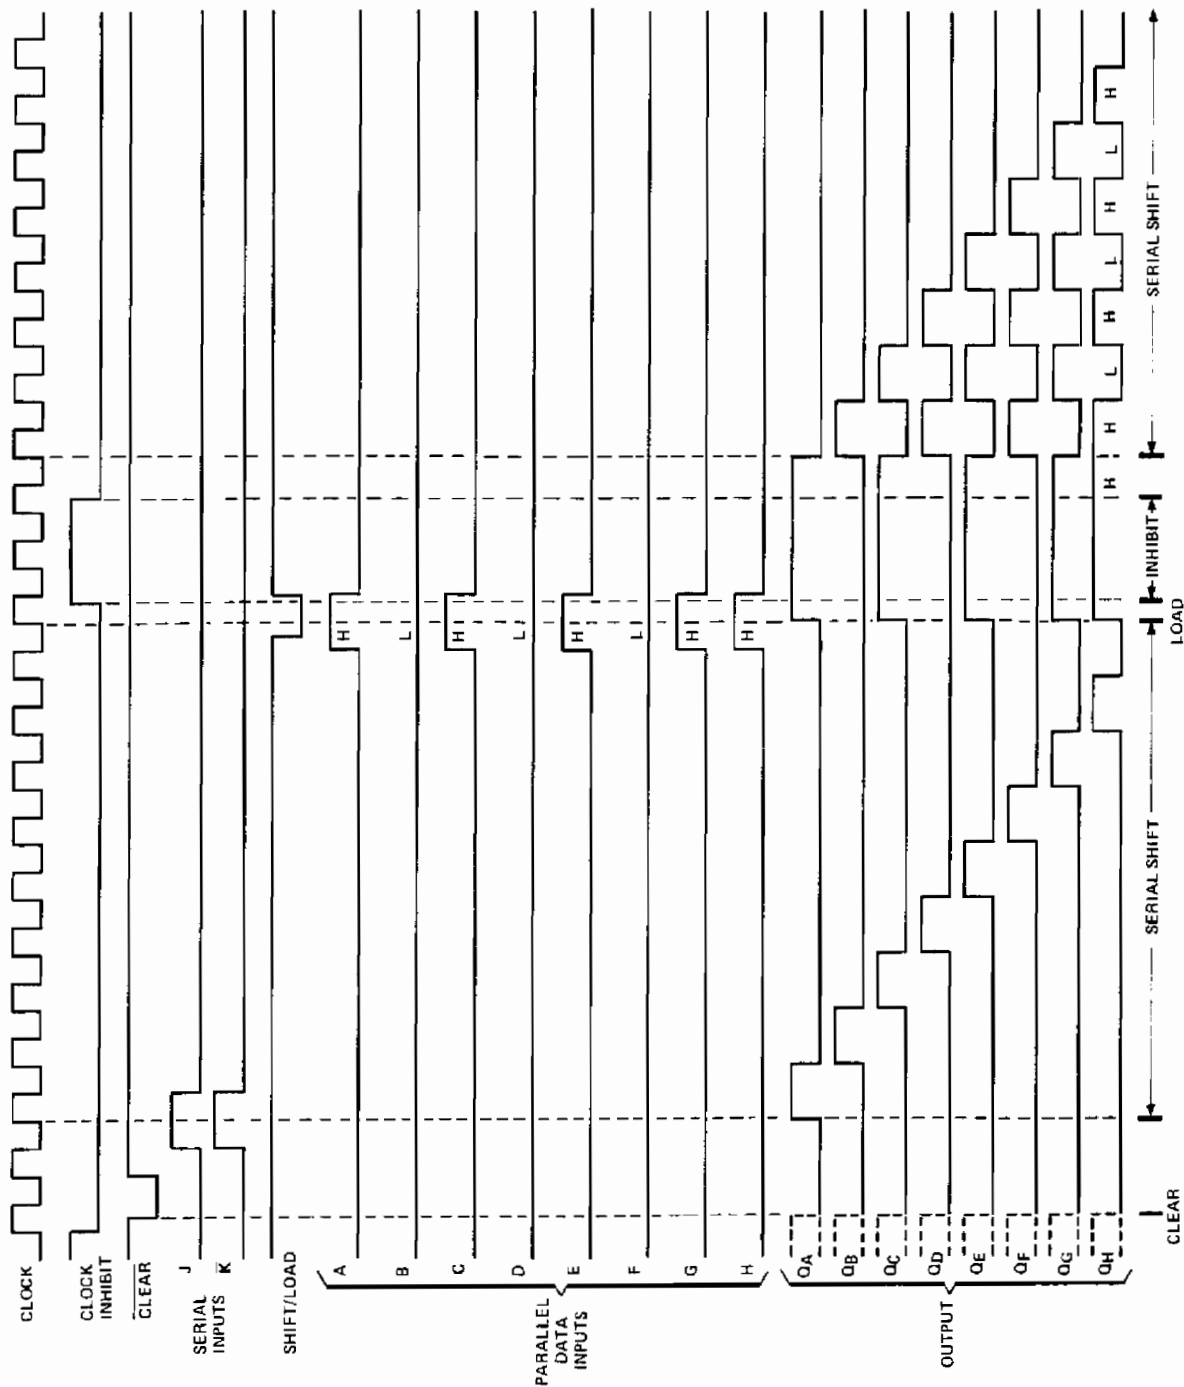 CLOCK
CLOCK
INHIBIT
CLEAR
J
SERIAL
INPUTS
K
SHIFT/LOAD
A
H
B
L
C
H
PARALLEL
DATA
INPUTS
D
L
E
H
F
L
G
H
H
H
QA
QB
QC
QD
OUTPUT
QE
QF
QG
QH
H H L H L H L H
SERIAL SHIFT
INHIBIT
SERIAL SHIFT
CLEAR
LOAD